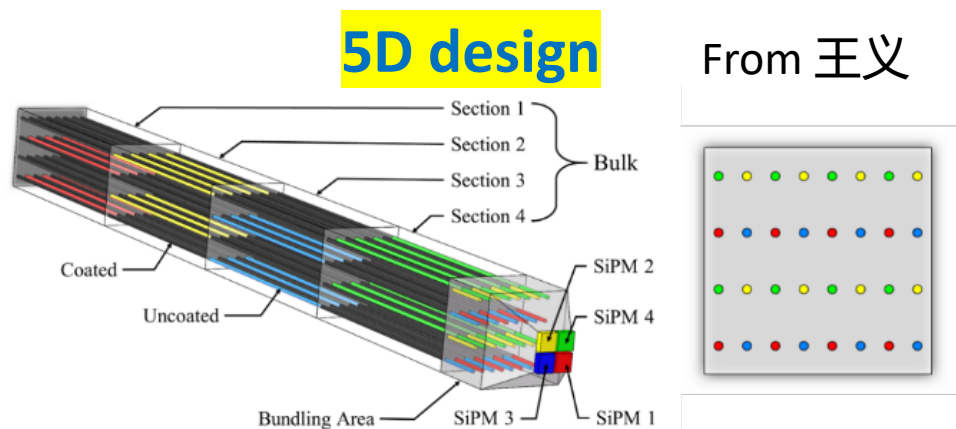 5D design
From 王义
Section 1
Section 2
Section 3
Section 4
Bulk
Coated
Uncoated
SiPM 2
SiPM 4
Bundling Area
SiPM 3
SiPM 1